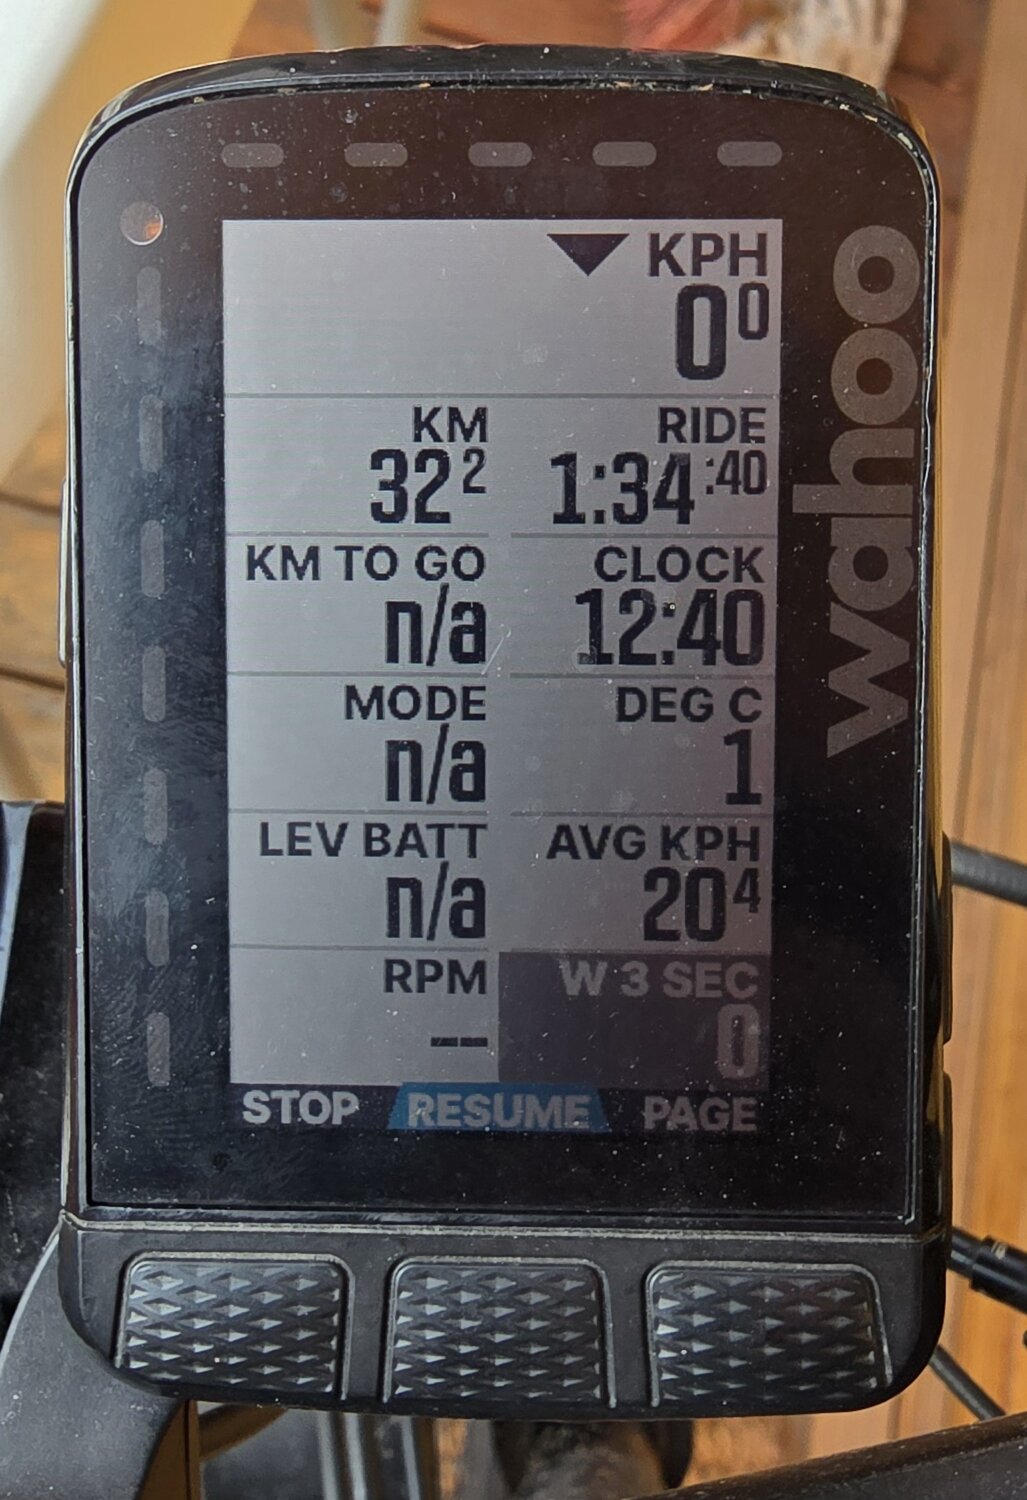 KPH
0 0
KM RIDE
32 2 1:34 :40
KM TO GO CLOCK
n/a 12:40
MODE DEG C
n/a 1
LEV BATT AVG KPH
n/a 20 4
RPM W 3 SEC
-- 0
STOP RESUME PAGE
wahoo